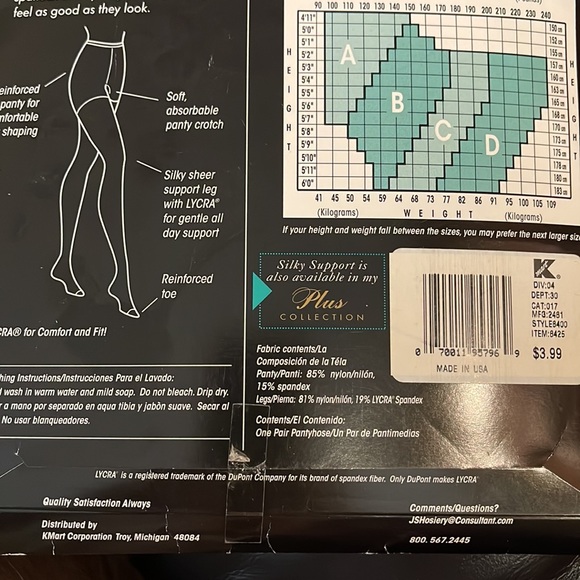 feel as good as they look.
einforced
panty for
nfortable
shaping
Soft,
absorbable
panty crotch
Silky sheer
support leg
with LYCRA®
for gentle all
day support
Reinforced
toe
CRA® for Comfort and Fit!
90 100 110 120 130 140 150 160 170 180 190 200 210 220 230 240
HEIGHT
4'11"
5'0"
5'2"
5'3"
5'4"
5'5"
5'6"
5'7"
5'8"
5'9"
5'10"
5'11"
6'0"
A
B
C
D
150 cm
152 cm
155 cm
157 cm
160 cm
163 cm
165 cm
168 cm
170 cm
173 cm
175 cm
178 cm
180 cm
183 cm
HEIGHT
41 45 50 54 59 64 68 73 77 82 86 91 95 100 105 109
(Kilograms) WEIGHT (Kilograms)
If your height and weight fall between the sizes, you may prefer the next larger siz
Silky Support is
also available in my
Plus
COLLECTION
K
DIV:04
DEPT:30
CAT:017
MFG:2481
STYLE6400
ITEM:8425
$3.99
0 70011 95796 9
MADE IN USA
Fabric contents/La
Composición de la Téla
Panty/Panti: 85% nylon/nilón,
15% spandex
Legs/Pierna: 81% nylon/nilón, 19% LYCRA® Spandex
Contents/El Contenido:
One Pair Pantyhose/Un Par de Pantimedias
hing Instructions/Instrucciones Para el Lavado:
d wash in warm water and mild soap. Do not bleach. Drip dry.
r a mano por separado en aqua tibia y jabòn suave. Secar al
No usar blanqueadores.
LYCRA® is a registered trademark of the DuPont Company for its brand of spandex fiber. Only DuPont makes LYCRA®
Quality Satisfaction Always
Distributed by
KMart Corporation Troy, Michigan 48084
Comments/Questions?
JSHosiery@Consultant.com
800.567.2445